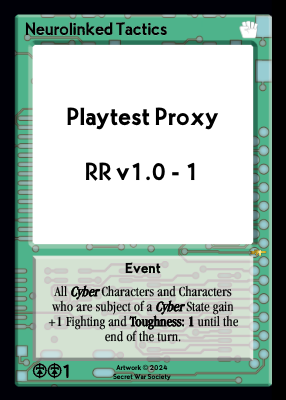 Neurolinked Tactics
Playtest Proxy
RR v1.0 - 1
Event
All Cyber Characters and Characters
who are subject of a Cyber State gain
+1 Fighting and Toughness: 1 until the
end of the turn.
1
Artwork © 2024
Secret War Society